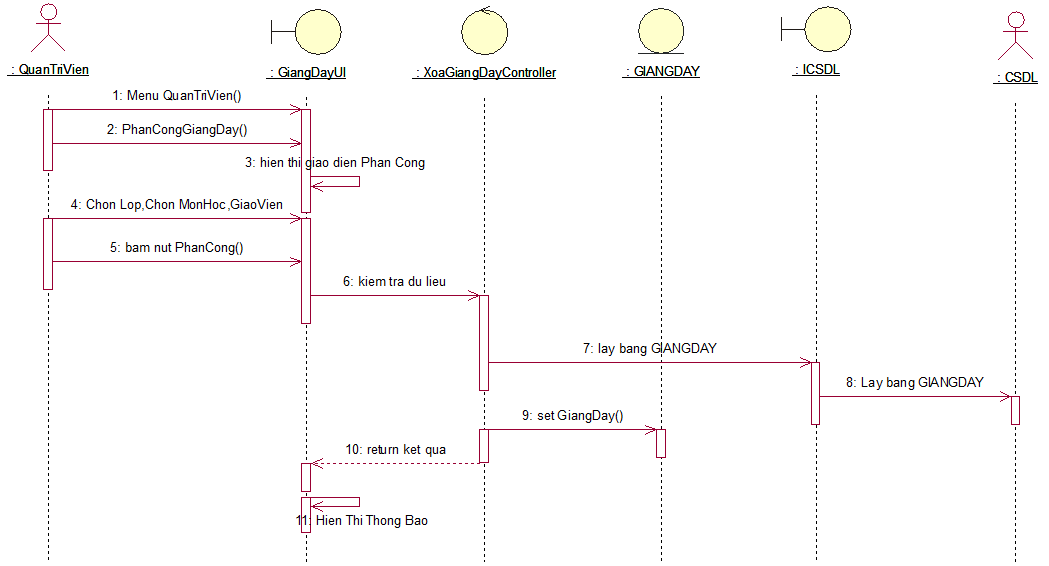 : QuanTriVien
: GiangDayUI
: XoaGiangDayController
: GIANGDAY
: ICSDL
: CSDL
1: Menu QuanTriVien()
2: PhanCongGiangDay()
3: hien thi giao dien Phan Cong
4: Chon Lop,Chon MonHoc,GiaoVien
5: bam nut PhanCong()
6: kiem tra du lieu
7: lay bang GIANGDAY
8: Lay bang GIANGDAY
9: set GiangDay()
10: return ket qua
11: Hien Thi Thong Bao